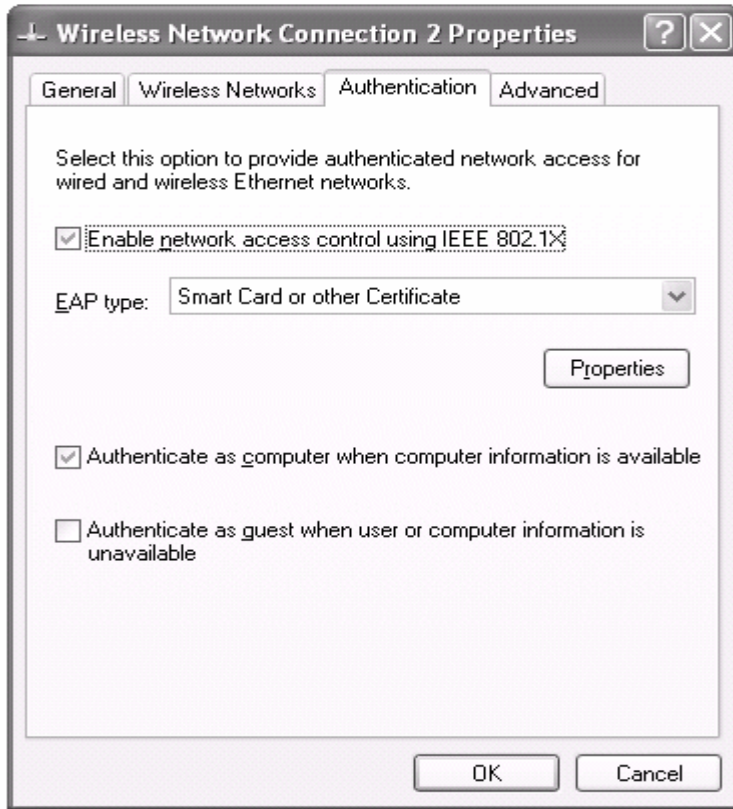 Wireless Network Connection 2 Properties
General Wireless Networks Authentication Advanced
Select this option to provide authenticated network access for
wired and wireless Ethernet networks.
Enable network access control using IEEE 802.1X
EAP type: Smart Card or other Certificate
Properties
Authenticate as computer when computer information is available
Authenticate as guest when user or computer information is
unavailable
OK Cancel